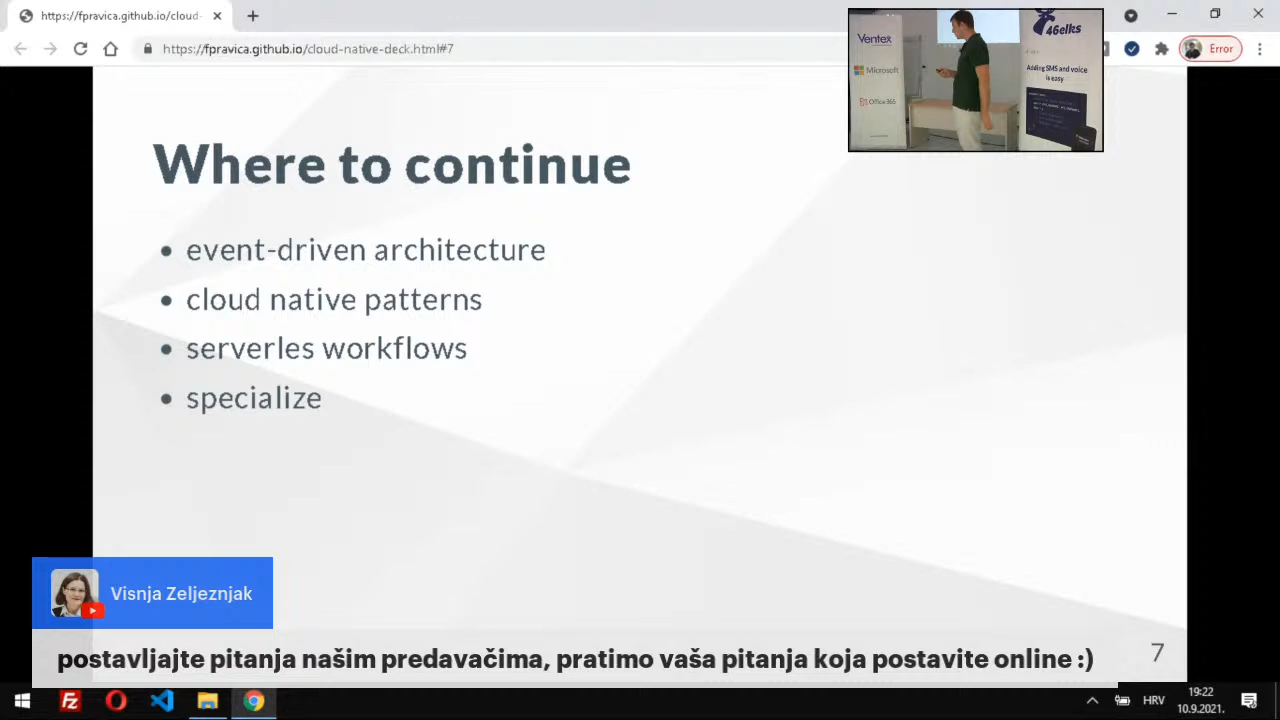 https://fpravica.github.io/cloud-
https://fpravica.github.io/cloud-native-deck.html#7
Error
Ventex
Microsoft
Office 365
46elks
Adding SMS and voice
is easy
Where to continue
event-driven architecture
cloud native patterns
serverles workflows
specialize
Visnja Zeljeznjak
postavljajte pitanja našim predavačima, pratimo vaša pitanja koja postavite online :)
7
HRV
19:22
10.9.2021.